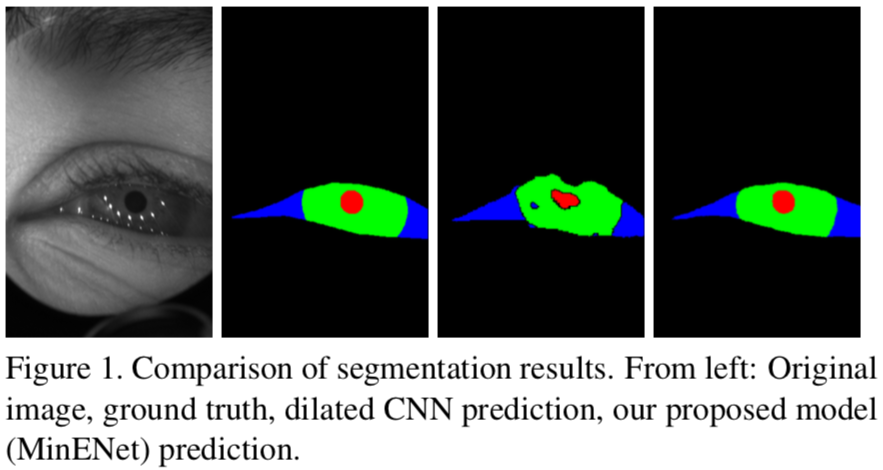 Figure 1. Comparison of segmentation results. From left: Original
image, ground truth, dilated CNN prediction, our proposed model
(MinENet) prediction.